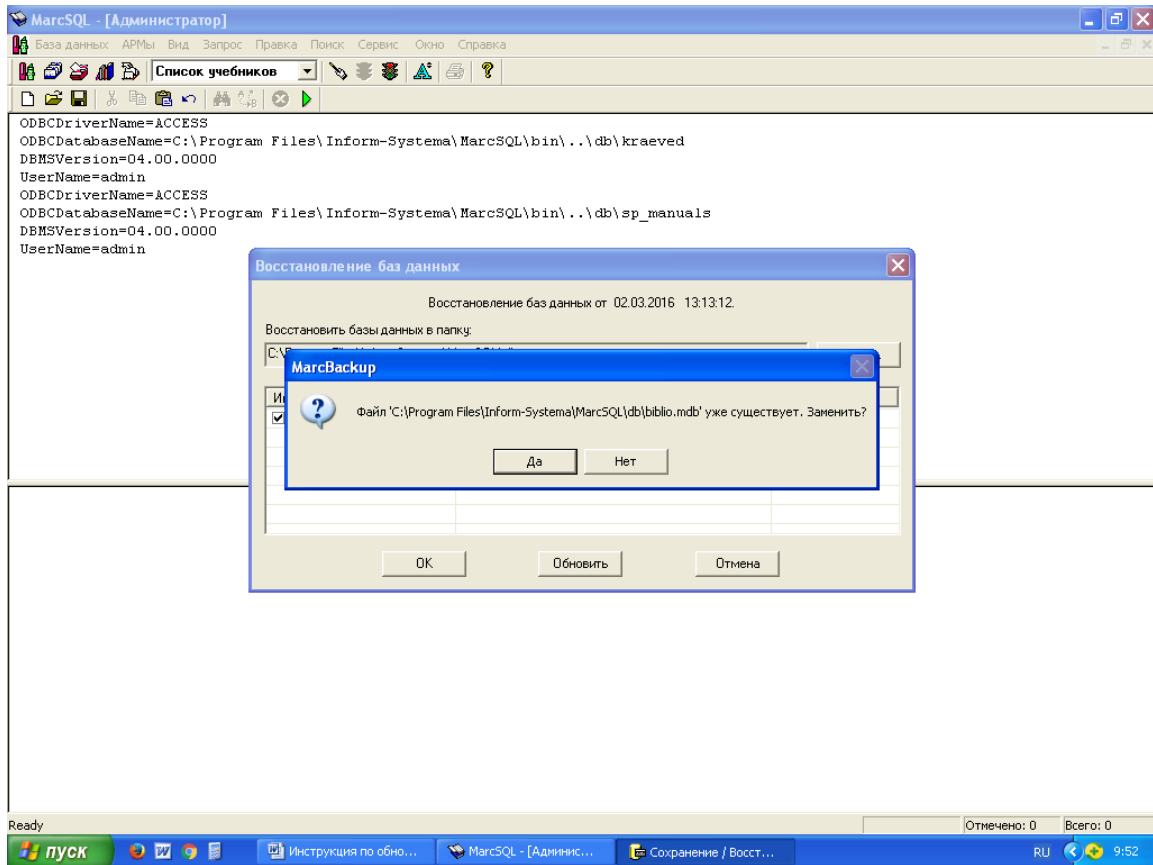 MarcSQL - [Администратор]
База данных АРМы Вид Запрос Правка Поиск Сервис Окно Справка
Список учебников
ODBCDriverName=ACCESS
ODBCDatabaseName=C:\Program Files\Inform-Systema\MarcSQL\bin\..\db\kraeved
DBMSVersion=04.00.0000
UserName=admin
ODBCDriverName=ACCESS
ODBCDatabaseName=C:\Program Files\Inform-Systema\MarcSQL\bin\..\db\sp_manuals
DBMSVersion=04.00.0000
UserName=admin
Восстановление баз данных
Восстановление баз данных от 02.03.2016 13:13:12.
Восстановить базы данных в папку:
MarcBackup
Файл 'C:\Program Files\Inform-Systema\MarcSQL\db\biblio.mdb' уже существует. Заменить?
Да Нет
OK Обновить Отмена
Ready Отмечено: 0 Всего: 0
пуск Инструкция по обно... MarcSQL - [Админис... Сохранение / Восст... RU 9:52